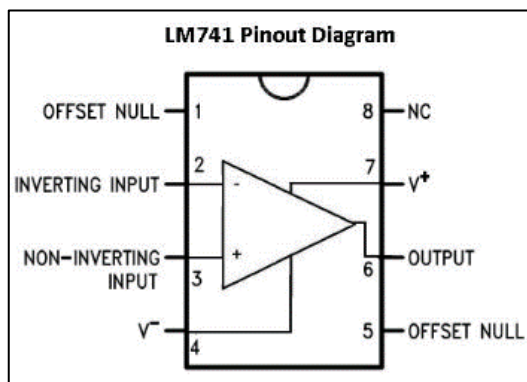 LM741 Pinout Diagram
OFFSET NULL 1
8 NC
INVERTING INPUT 2
-
7 V+
NON-INVERTING
INPUT 3
+
6 OUTPUT
V- 4
5 OFFSET NULL